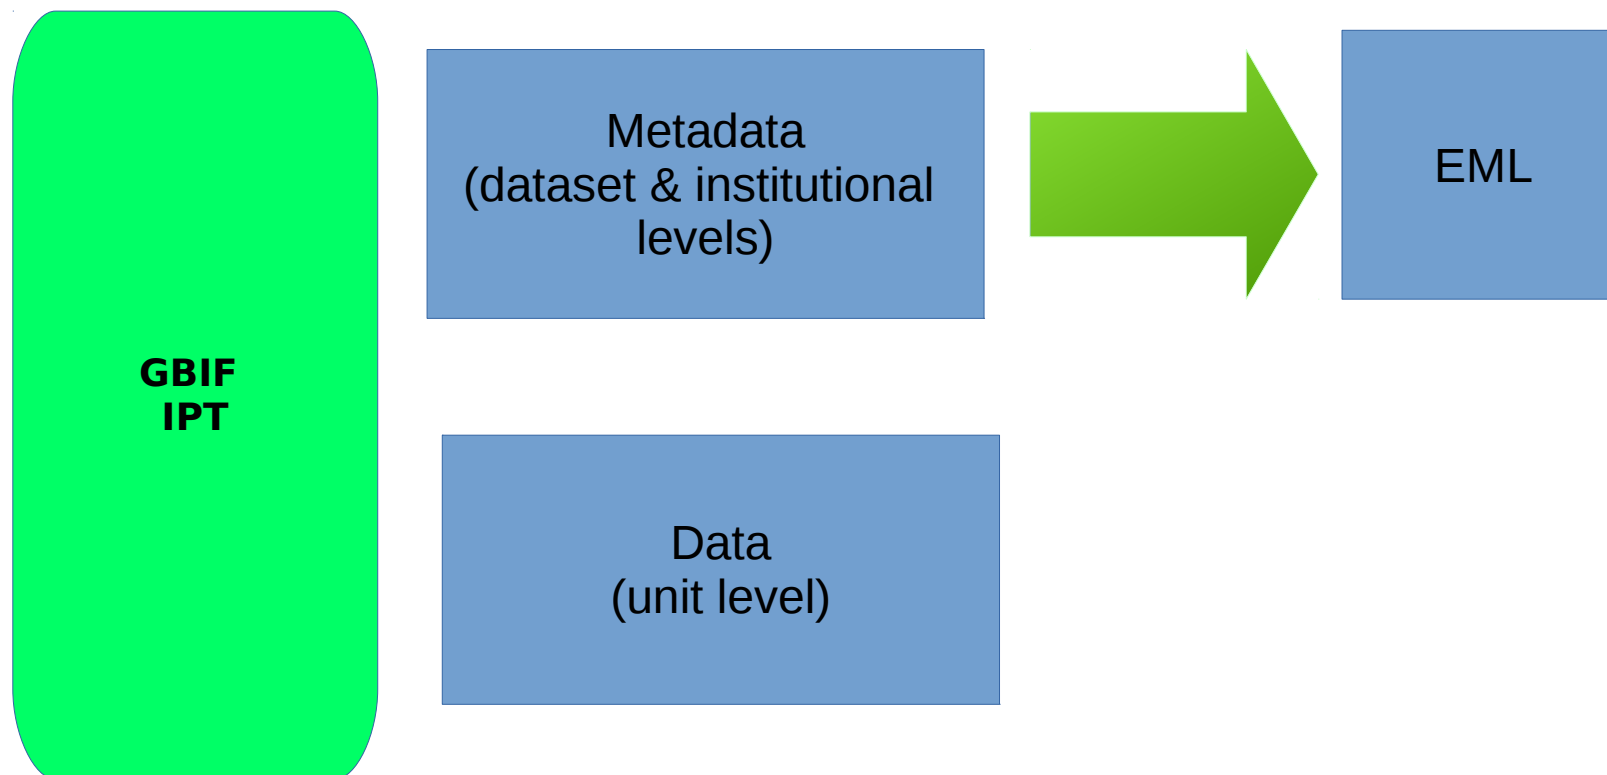 GBIF
IPT
Metadata
(dataset & institutional
levels)
EML
Data
(unit level)